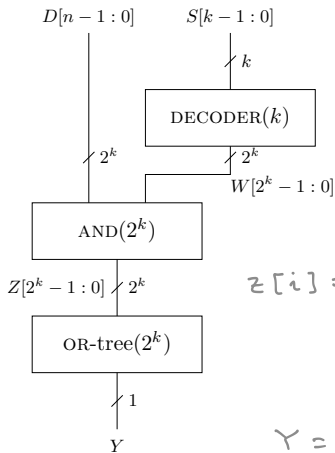 D[n − 1 : 0] S[k − 1 : 0]
k
DECODER(k)
2^k 2^k
W[2^k − 1 : 0]
AND(2^k)
Z[2^k − 1 : 0] 2^k z[i] =
OR-tree(2^k)
1
Y Y =